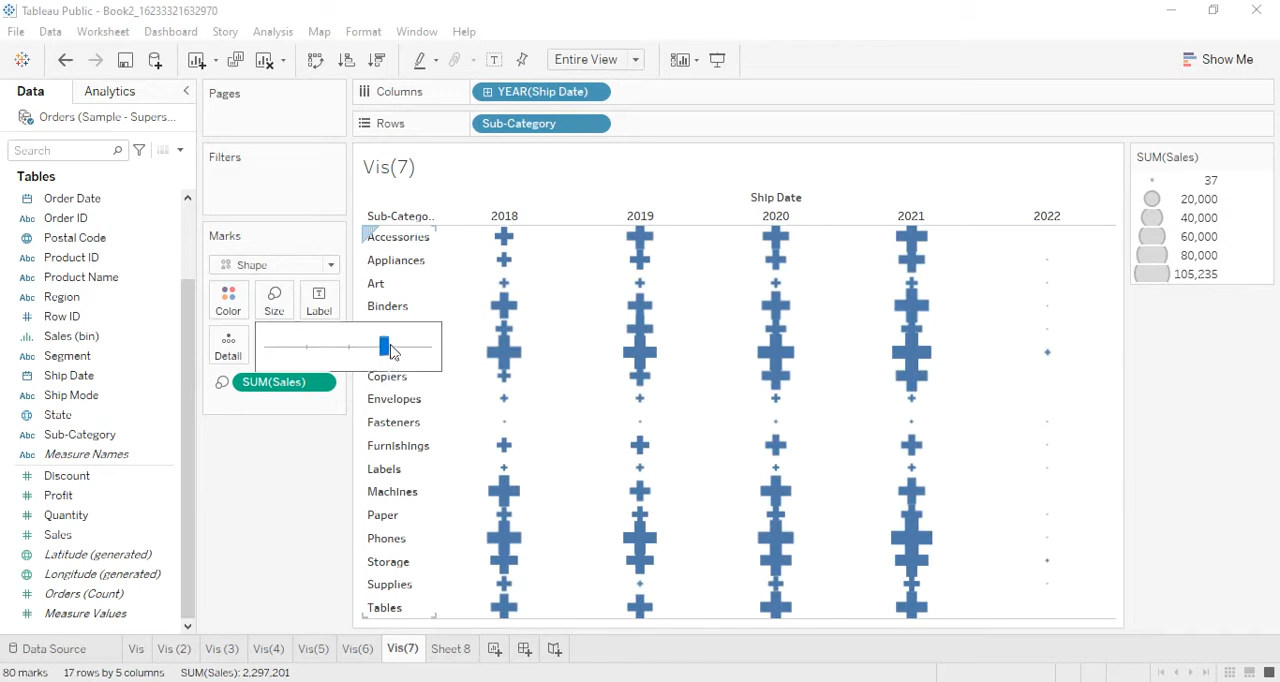 Tableau Public - Book2_16233321632970
File Data Worksheet Dashboard Story Analysis Map Format Window Help
Entire View
Show Me
Data Analytics
Orders (Sample - Supers...
Search
Tables
Order Date
Order ID
Postal Code
Product ID
Product Name
Region
Row ID
Sales (bin)
Segment
Ship Date
Ship Mode
State
Sub-Category
Measure Names
Discount
Profit
Quantity
Sales
Latitude (generated)
Longitude (generated)
Orders (Count)
Measure Values
Pages
Filters
Marks
Shape
Color Size Label
Detail
SUM(Sales)
Columns YEAR(Ship Date)
Rows Sub-Category
Vis(7)
Ship Date
Sub-Catego.. 2018 2019 2020 2021 2022
Accessories
Appliances
Art
Binders
Copiers
Envelopes
Fasteners
Furnishings
Labels
Machines
Paper
Phones
Storage
Supplies
Tables
SUM(Sales)
37
20,000
40,000
60,000
80,000
105,235
Data Source Vis Vis (2) Vis (3) Vis(4) Vis(5) Vis(6) Vis(7) Sheet 8
80 marks 17 rows by 5 columns SUM(Sales): 2,297,201